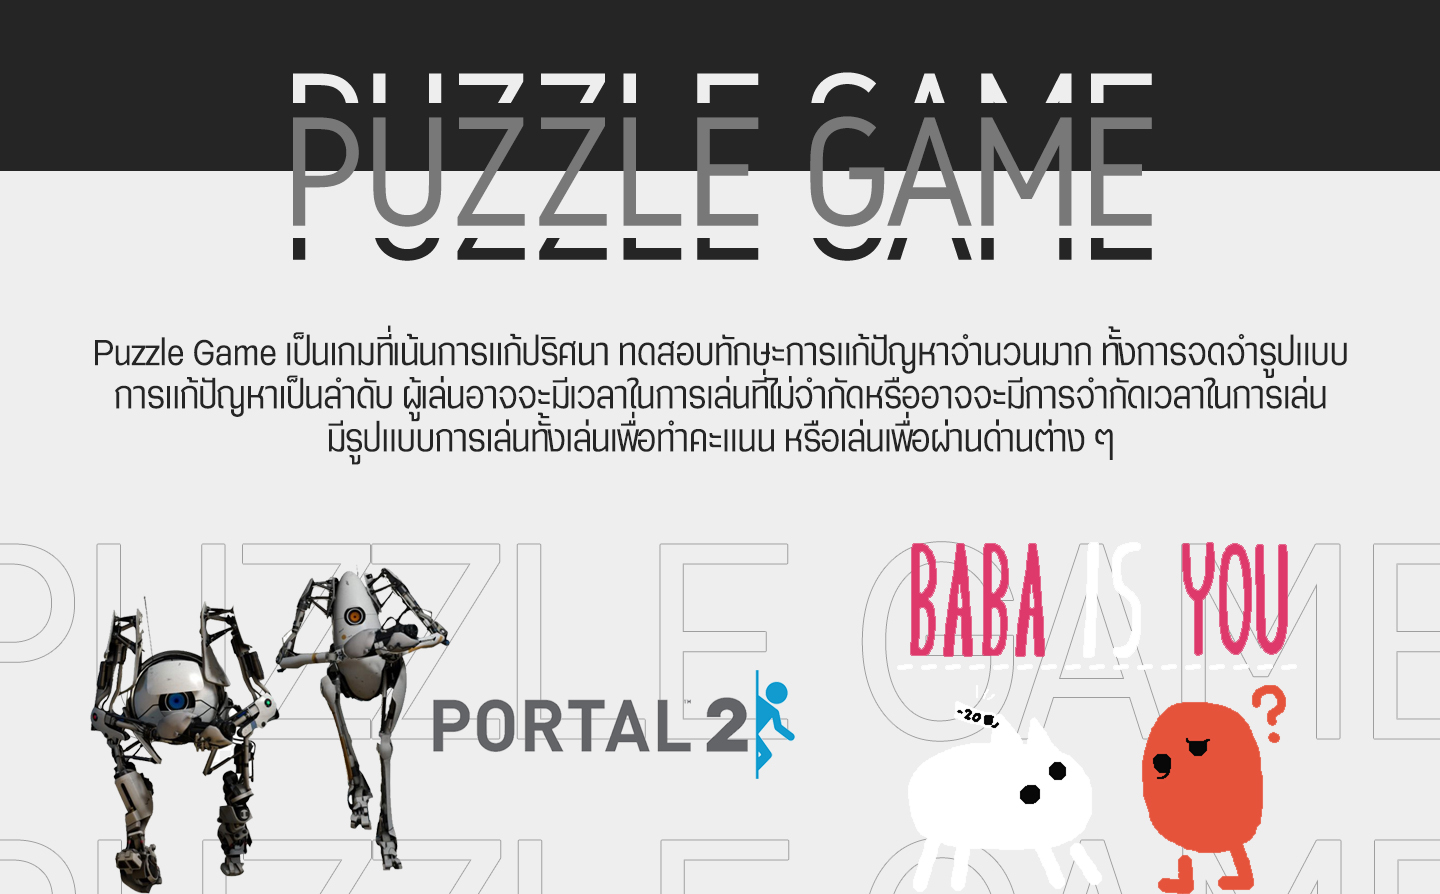 PUZZLE GAME
PUZZLE GAME
PUZZLE GAME
Puzzle Game เป็นเกมที่เน้นการแก้ปริศนา ทดสอบทักษะการแก้ปัญหาจำนวนมาก ทั้งการจดจำรูปแบบ
การแก้ปัญหาเป็นลำดับ ผู้เล่นอาจจะมีเวลาในการเล่นที่ไม่จำกัดหรืออาจจะมีการจำกัดเวลาในการเล่น
มีรูปแบบการเล่นทั้งเล่นเพื่อทำคะแนน หรือเล่นเพื่อผ่านด่านต่าง ๆ
PUZZLE GAME
BABA IS YOU
PORTAL 2™
?
PUZZLE GAME